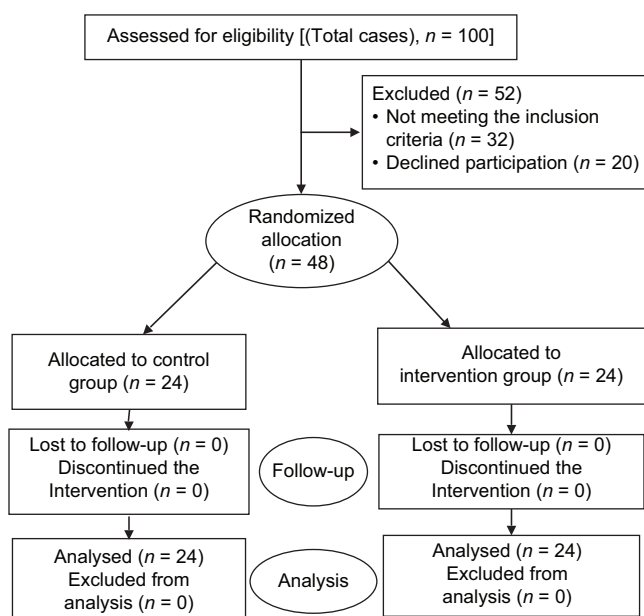 Assessed for eligibility [(Total cases), n = 100]
Excluded (n = 52)
• Not meeting the inclusion
criteria (n = 32)
• Declined participation (n = 20)
Randomized
allocation
(n = 48)
Allocated to control
group (n = 24)
Allocated to
intervention group (n = 24)
Lost to follow-up (n = 0)
Discontinued the
Intervention (n = 0)
Follow-up
Lost to follow-up (n = 0)
Discontinued the
Intervention (n = 0)
Analysed (n = 24)
Excluded from
analysis (n = 0)
Analysis
Analysed (n = 24)
Excluded from
analysis (n = 0)